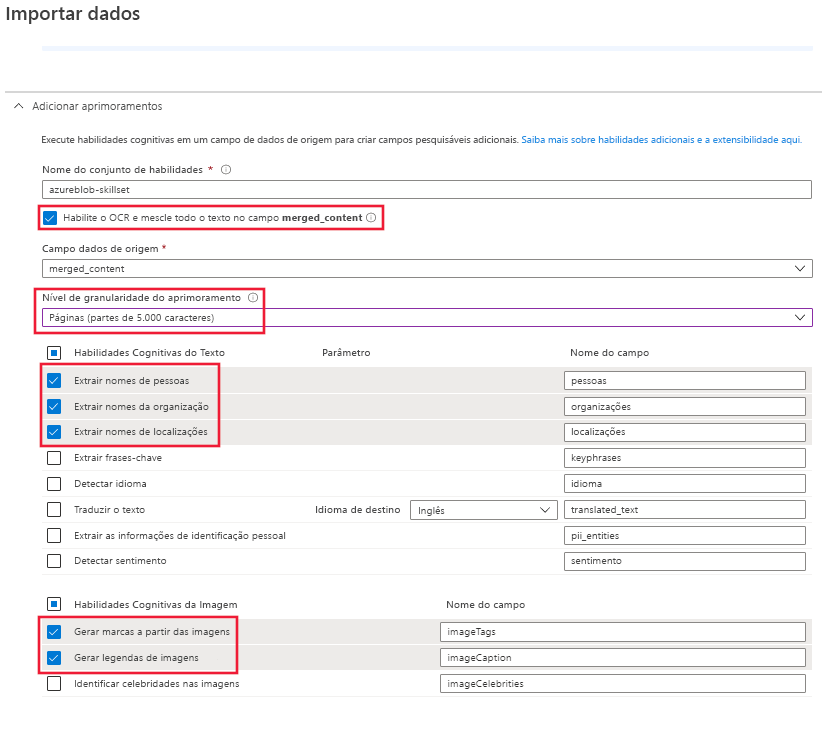 Importar dados
Adicionar aprimoramentos
Execute habilidades cognitivas em um campo de dados de origem para criar campos pesquisáveis adicionais. Saiba mais sobre habilidades adicionais e a extensibilidade aqui.
Nome do conjunto de habilidades *
azureblob-skillset
Habilite o OCR e mescle todo o texto no campo merged_content
Campo dados de origem *
merged_content
Nível de granularidade do aprimoramento
Páginas (partes de 5.000 caracteres)
Habilidades Cognitivas do Texto Parâmetro Nome do campo
Extrair nomes de pessoas pessoas
Extrair nomes da organização organizações
Extrair nomes de localizações localizações
Extrair frases-chave keyphrases
Detectar idioma idioma
Traduzir o texto Idioma de destino Inglês translated_text
Extrair as informações de identificação pessoal pii_entities
Detectar sentimento sentimento
Habilidades Cognitivas da Imagem Nome do campo
Gerar marcas a partir das imagens imageTags
Gerar legendas de imagens imageCaption
Identificar celebridades nas imagens imageCelebrities